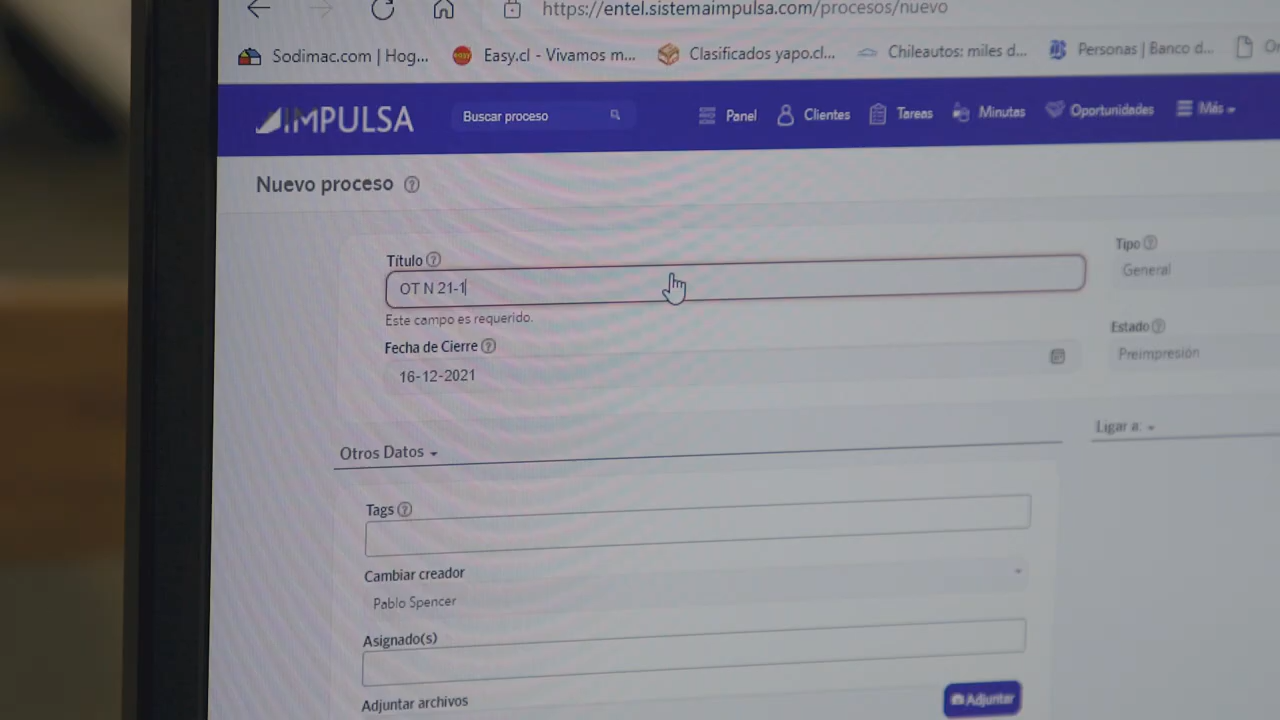 https://entel.sistemaimpulsa.com/procesos/nuevo
Sodimac.com | Hog... Easy.cl - Vivamos m... Clasificados yapo.cl... Chileautos: miles d... Personas | Banco d...
IMPULSA Buscar proceso Panel Clientes Tareas Minutas Oportunidades Más
Nuevo proceso
Título
Tipo
OT N 21-1
General
Este campo es requerido.
Fecha de Cierre
Estado
16-12-2021
Preimpresión
Otros Datos
Ligar a:
Tags
Cambiar creador
Pablo Spencer
Asignado(s)
Adjuntar archivos
Adjuntar